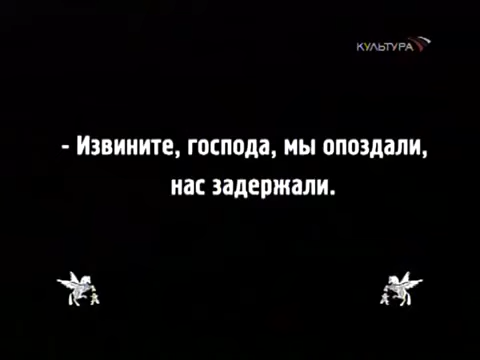 КУЛЬТУРА
- Извините, господа, мы опоздали,
нас задержали.